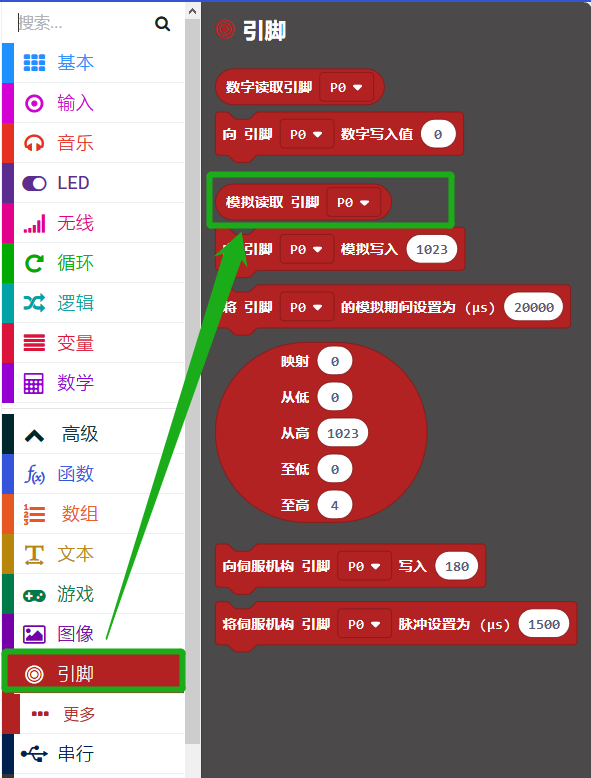 搜索...
基本
输入
音乐
LED
无线
循环
逻辑
变量
数学
高级
函数
数组
文本
游戏
图像
引脚
更多
串行
引脚
数字读取引脚 P0
向 引脚 P0 数字写入值 0
模拟读取 引脚 P0
引脚 P0 模拟写入 1023
将 引脚 P0 的模拟期间设置为 (µs) 20000
映射 0
从低 0
从高 1023
至低 0
至高 4
向伺服机构 引脚 P0 写入 180
将伺服机构 引脚 P0 脉冲设置为 (µs) 1500